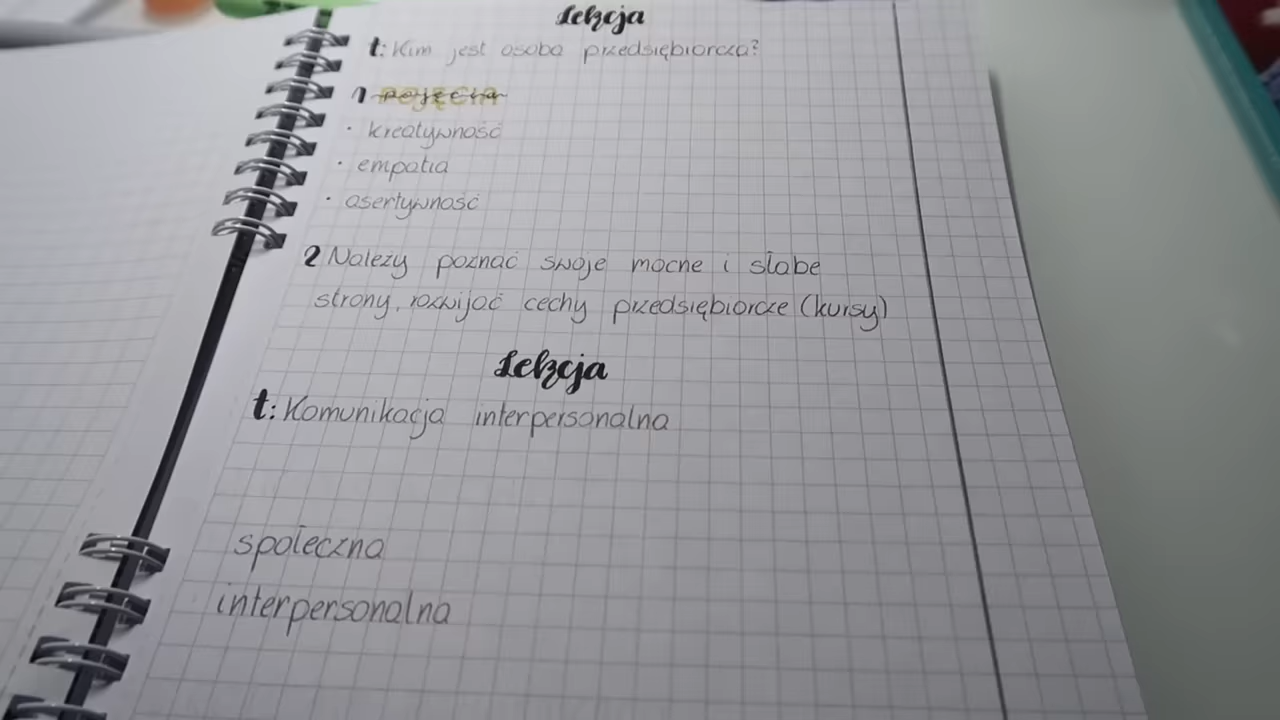 Lekcja
t: Kim jest osoba przedsiębiorcza?
1 pojęcia
· kreatywność
· empatia
· asertywność
2 Należy poznać swoje mocne i słabe
strony, rozwijać cechy przedsiębiorcze (kursy)
Lekcja
t: Komunikacja interpersonalna
społeczna
interpersonalna